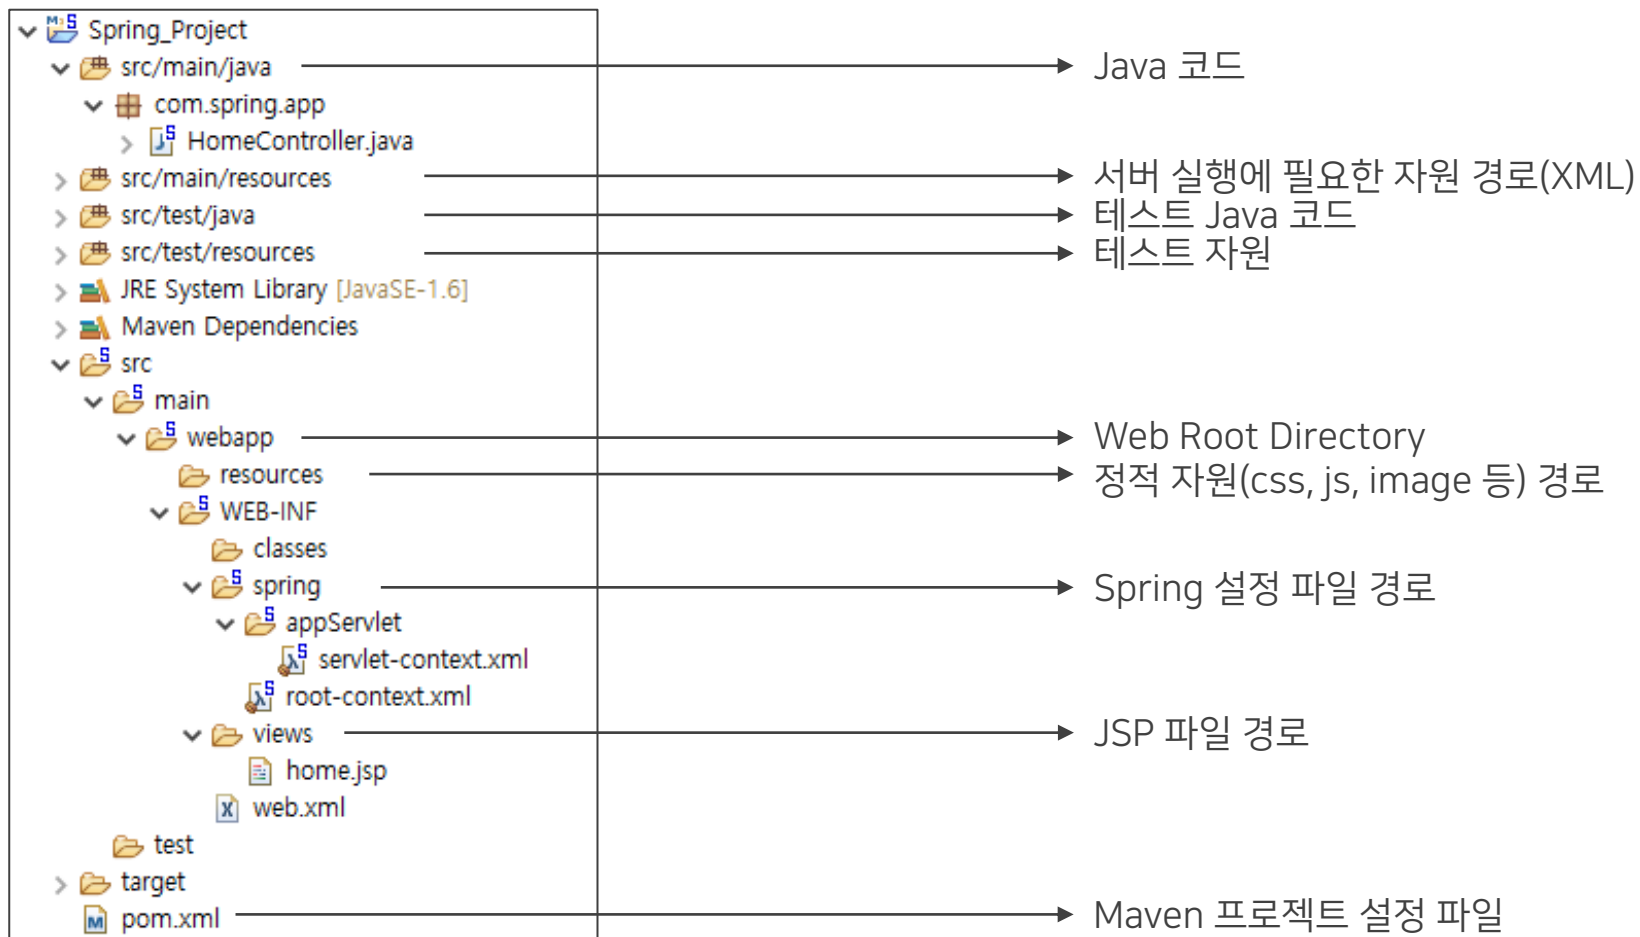 Spring_Project
src/main/java Java 코드
com.spring.app
HomeController.java
src/main/resources 서버 실행에 필요한 자원 경로(XML)
src/test/java 테스트 Java 코드
src/test/resources 테스트 자원
JRE System Library [JavaSE-1.6]
Maven Dependencies
src
main
webapp Web Root Directory
resources 정적 자원(css, js, image 등) 경로
WEB-INF
classes
spring Spring 설정 파일 경로
appServlet
servlet-context.xml
root-context.xml
views JSP 파일 경로
home.jsp
web.xml
test
target
pom.xml Maven 프로젝트 설정 파일